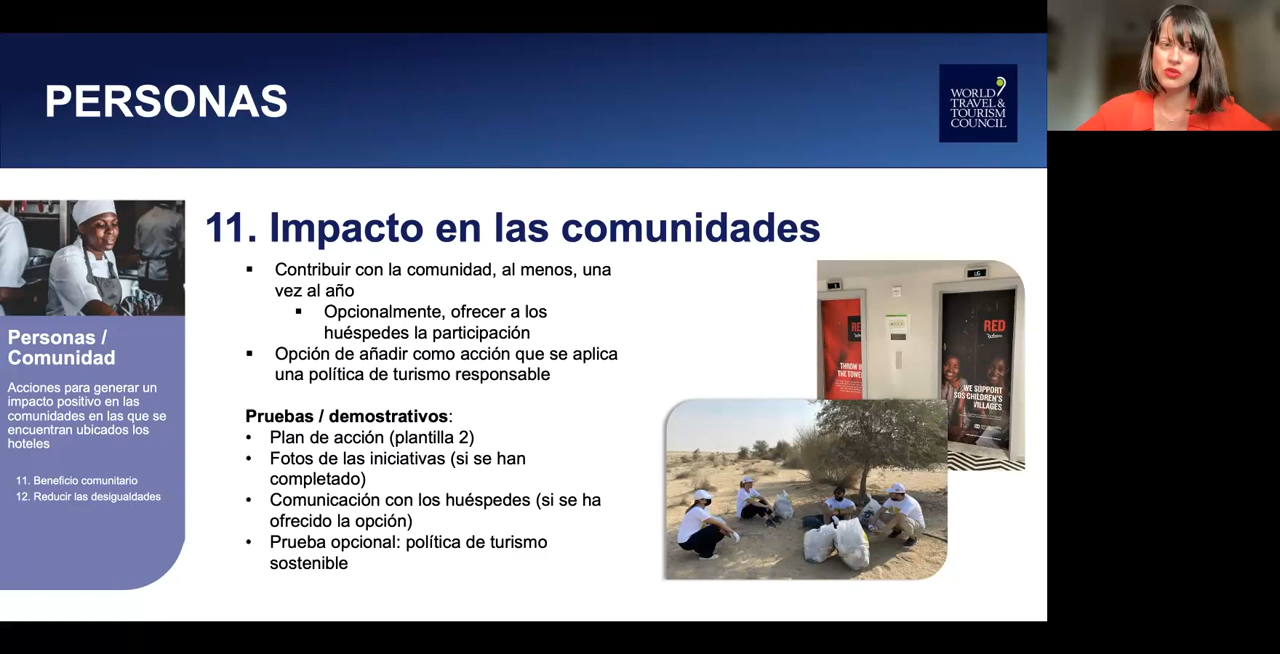 PERSONAS
WORLD
TRAVEL &
TOURISM
COUNCIL
Personas /
Comunidad
Acciones para generar un
impacto positivo en las
comunidades en las que se
encuentran ubicados los
hoteles
11. Beneficio comunitario
12. Reducir las desigualdades
11. Impacto en las comunidades
▪ Contribuir con la comunidad, al menos, una
vez al año
▪ Opcionalmente, ofrecer a los
huéspedes la participación
▪ Opción de añadir como acción que se aplica
una política de turismo responsable
Pruebas / demostrativos:
• Plan de acción (plantilla 2)
• Fotos de las iniciativas (si se han
completado)
• Comunicación con los huéspedes (si se ha
ofrecido la opción)
• Prueba opcional: política de turismo
sostenible
RED
WE SUPPORT
SOS CHILDREN'S
VILLAGES